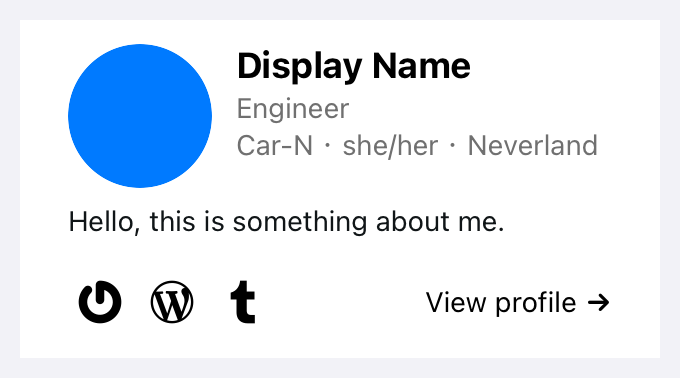 Display Name
Engineer
Car-N · she/her · Neverland
Hello, this is something about me.
View profile →